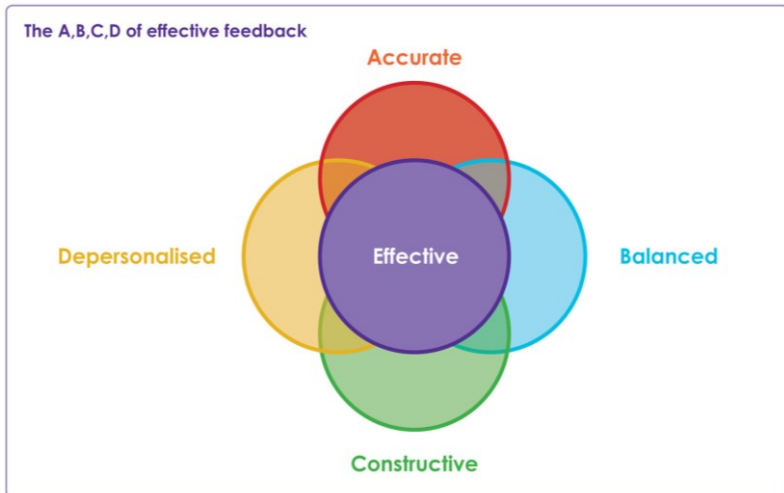 The A,B,C,D of effective feedback
Accurate
Depersonalised
Effective
Balanced
Constructive